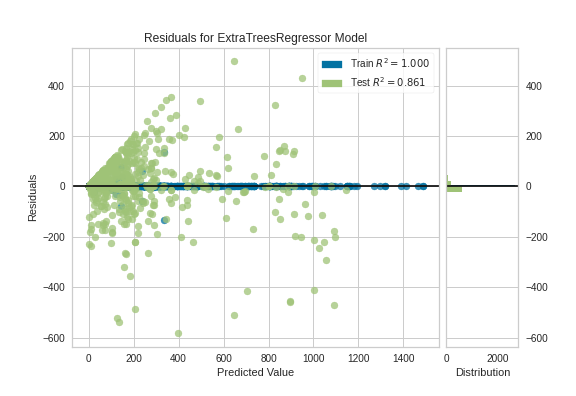 Residuals for ExtraTreesRegressor Model
Train R² = 1.000
Test R² = 0.861
Residuals
400
200
0
−200
−400
−600
0 200 400 600 800 1000 1200 1400
Predicted Value
400
200
0
−200
−400
−600
0 2000
Distribution